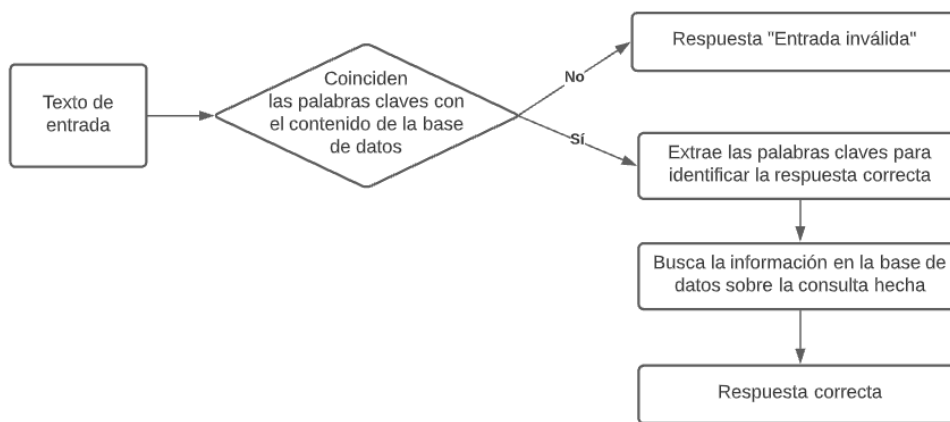 Texto de
entrada
Coinciden
las palabras claves con
el contenido de la base
de datos
No
Respuesta "Entrada inválida"
Sí
Extrae las palabras claves para
identificar la respuesta correcta
Busca la información en la base de
datos sobre la consulta hecha
Respuesta correcta